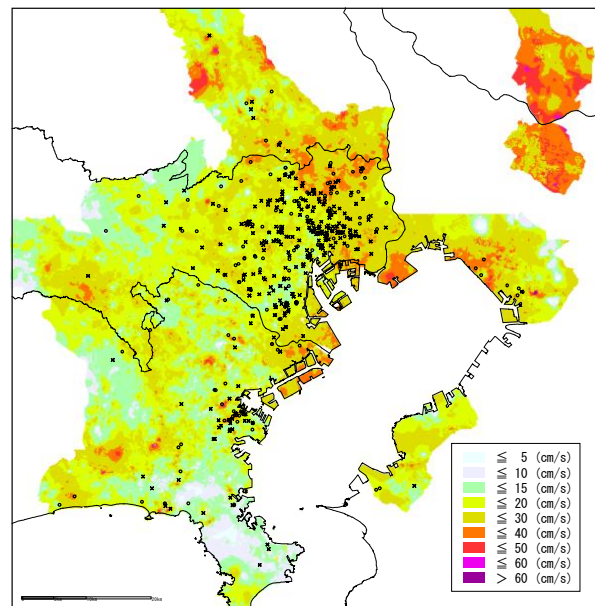 ≦ 5 (cm/s)
≦ 10 (cm/s)
≦ 15 (cm/s)
≦ 20 (cm/s)
≦ 30 (cm/s)
≦ 40 (cm/s)
≦ 50 (cm/s)
≦ 60 (cm/s)
> 60 (cm/s)